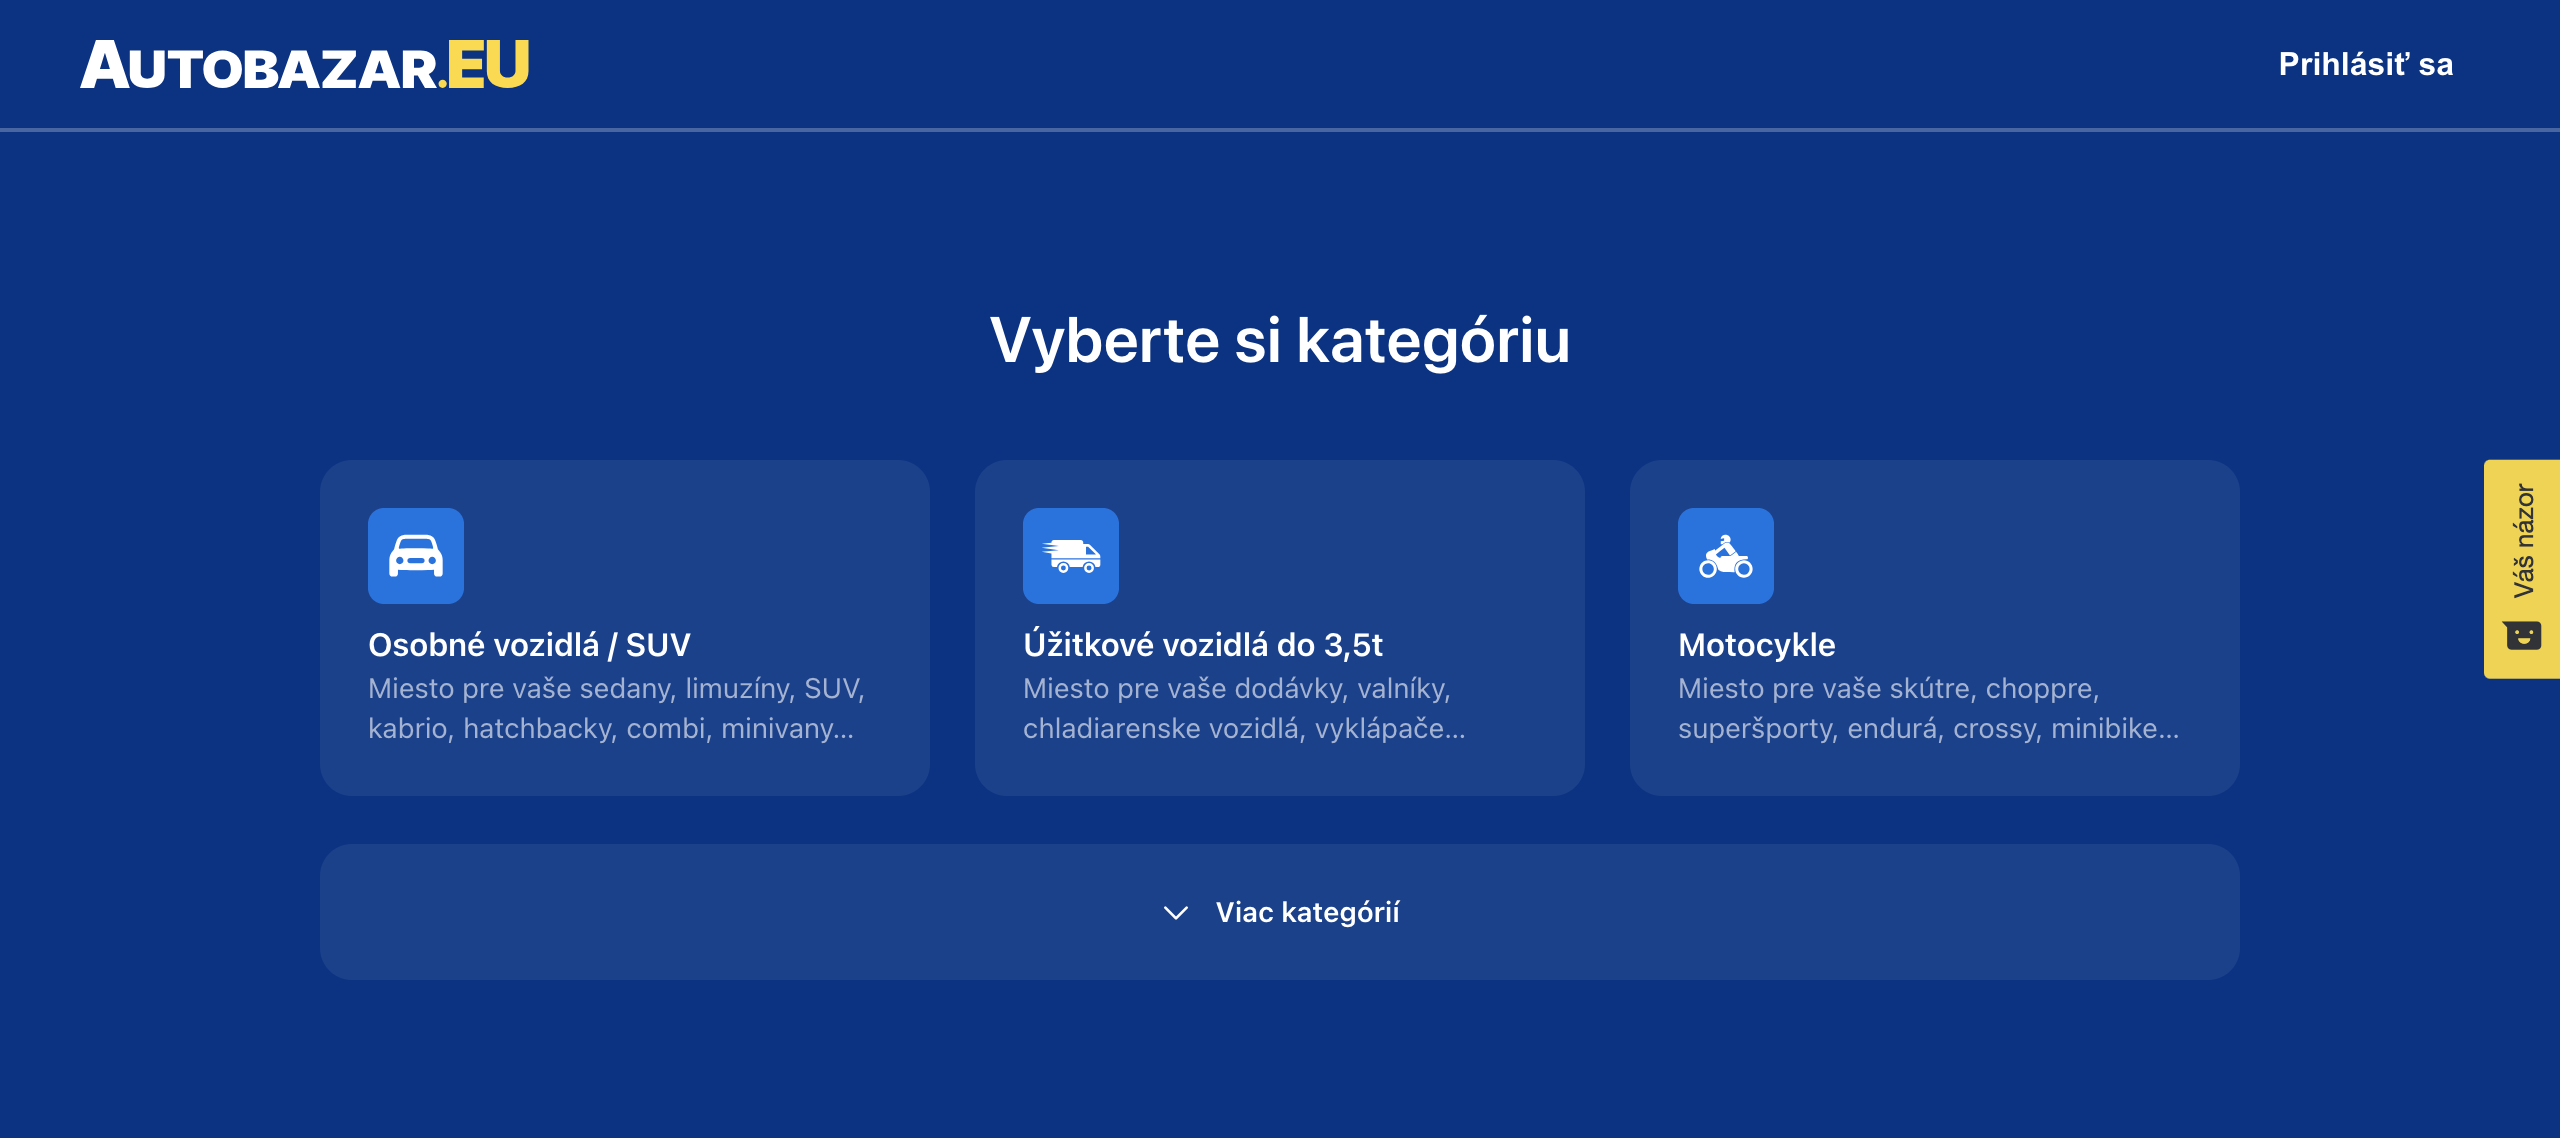 AUTOBAZAR.EU
Prihlásiť sa
Vyberte si kategóriu
Osobné vozidlá / SUV
Miesto pre vaše sedany, limuzíny, SUV,
kabrio, hatchbacky, combi, minivany...
Úžitkové vozidlá do 3,5t
Miesto pre vaše dodávky, valníky,
chladiarenske vozidlá, vyklápače...
Motocykle
Miesto pre vaše skútre, choppre,
superšporty, endurá, crossy, minibike...
Viac kategórií
Váš názor